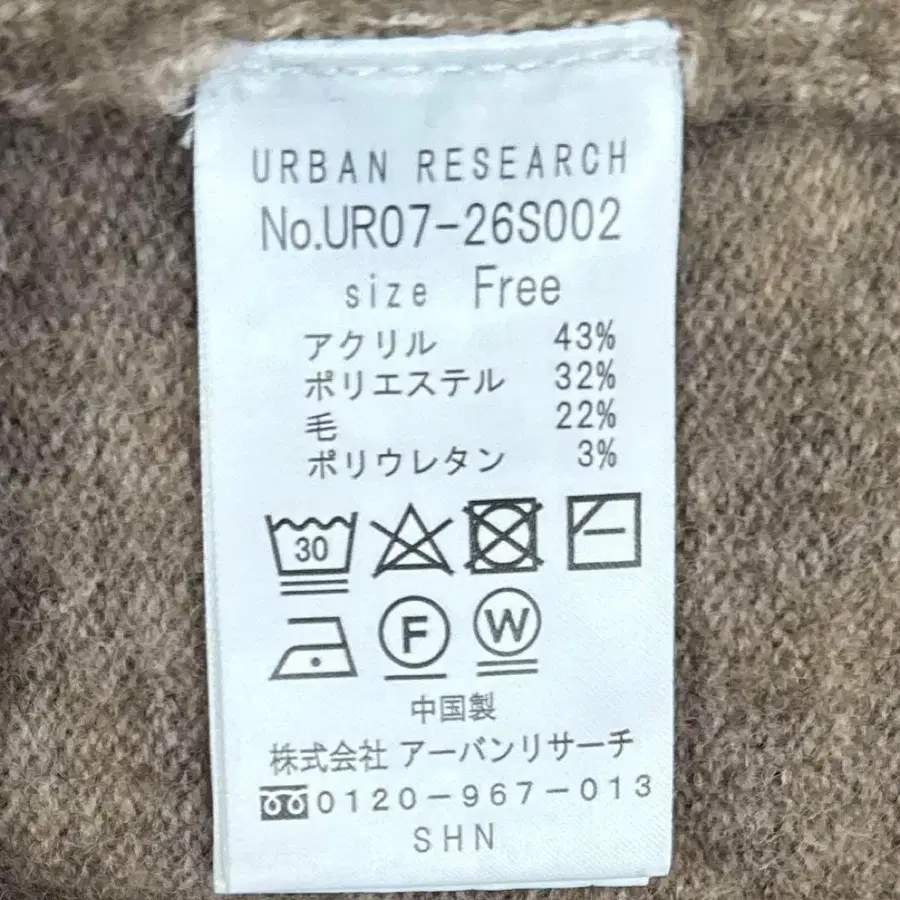 URBAN RESEARCH
No.UR07-26S002
size Free
アクリル 43%
ポリエステル 32%
毛 22%
ポリウレタン 3%
30
F W
中国製
株式会社 アーバンリサーチ
0120-967-013
SHN